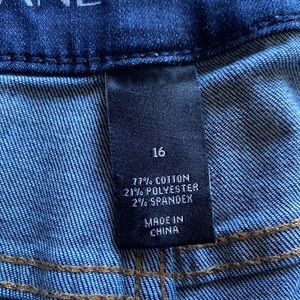 16
77% COTTON
21% POLYESTER
2% SPANDEX
MADE IN
CHINA